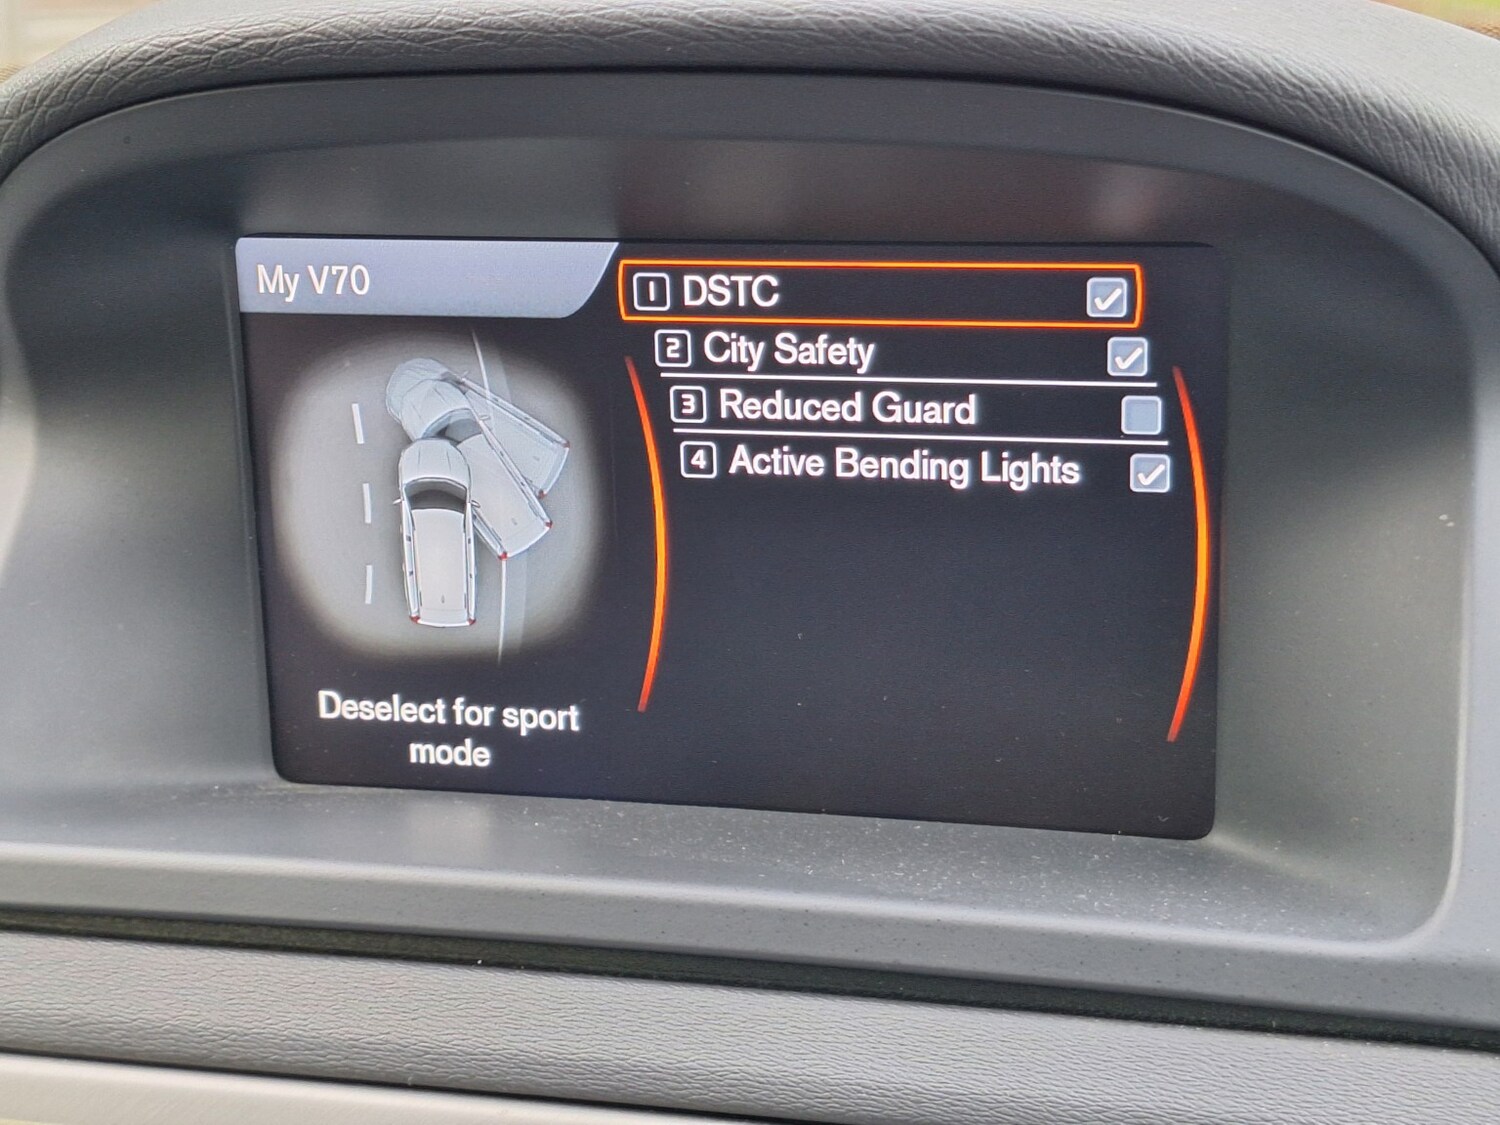 My V70
1 DSTC
2 City Safety
3 Reduced Guard
4 Active Bending Lights
Deselect for sport
mode